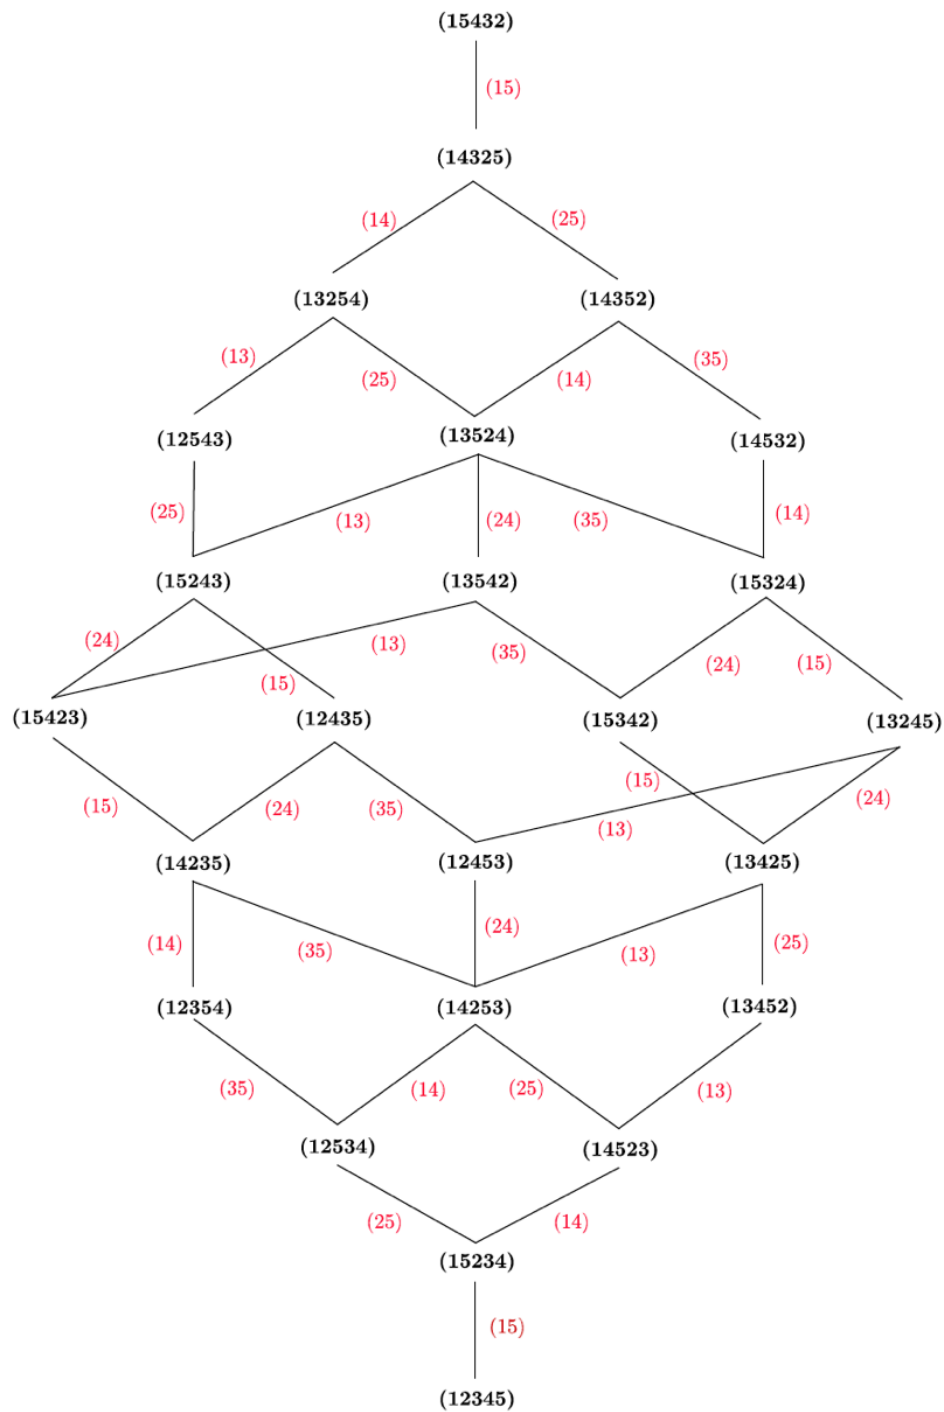 (15432)
(15)
(14325)
(14) (25)
(13254) (14352)
(13) (25) (14) (35)
(12543) (13524) (14532)
(25) (13) (24) (35) (14)
(15243) (13542) (15324)
(24) (15) (13) (35) (24) (15)
(15423) (12435) (15342) (13245)
(15) (24) (35) (15) (13) (24)
(14235) (12453) (13425)
(14) (35) (24) (13) (25)
(12354) (14253) (13452)
(35) (14) (25) (13)
(12534) (14523)
(25) (14)
(15234)
(15)
(12345)